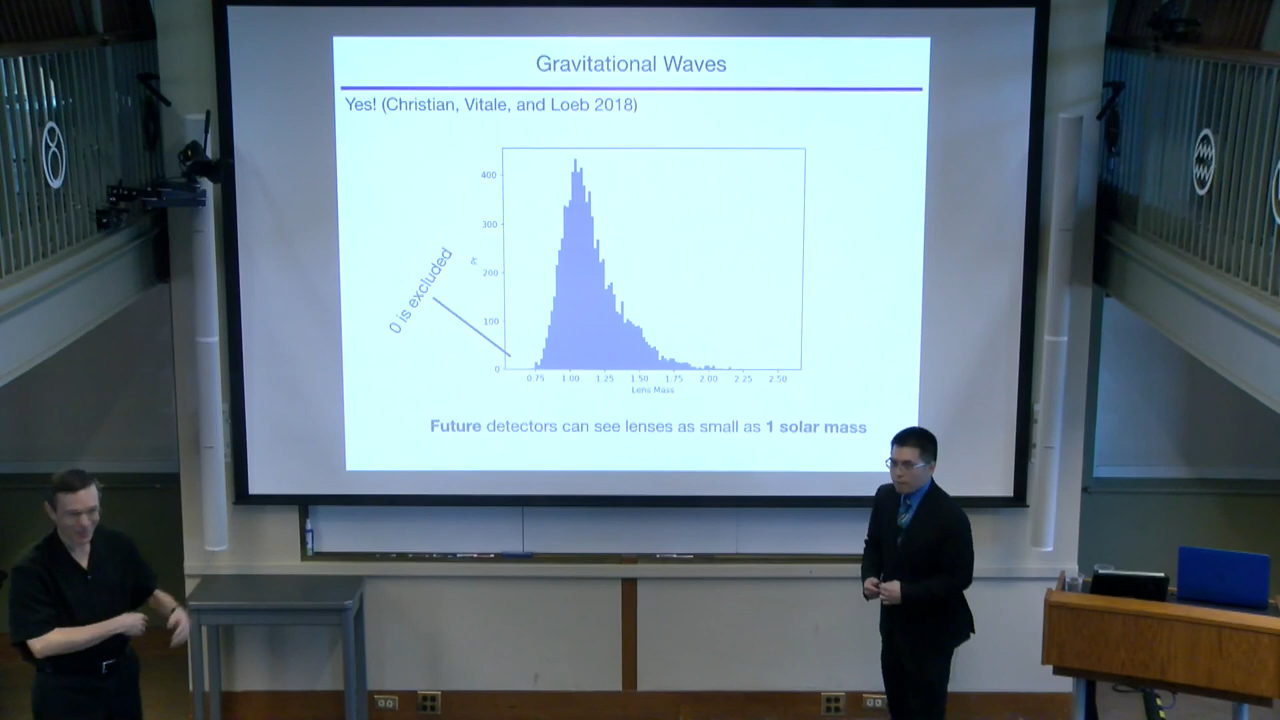 Gravitational Waves
Yes! (Christian, Vitale, and Loeb 2018)
400
300
200
100
0
0 is excluded
0.75 1.00 1.25 1.50 1.75 2.00 2.25 2.50
Lens Mass
Future detectors can see lenses as small as 1 solar mass